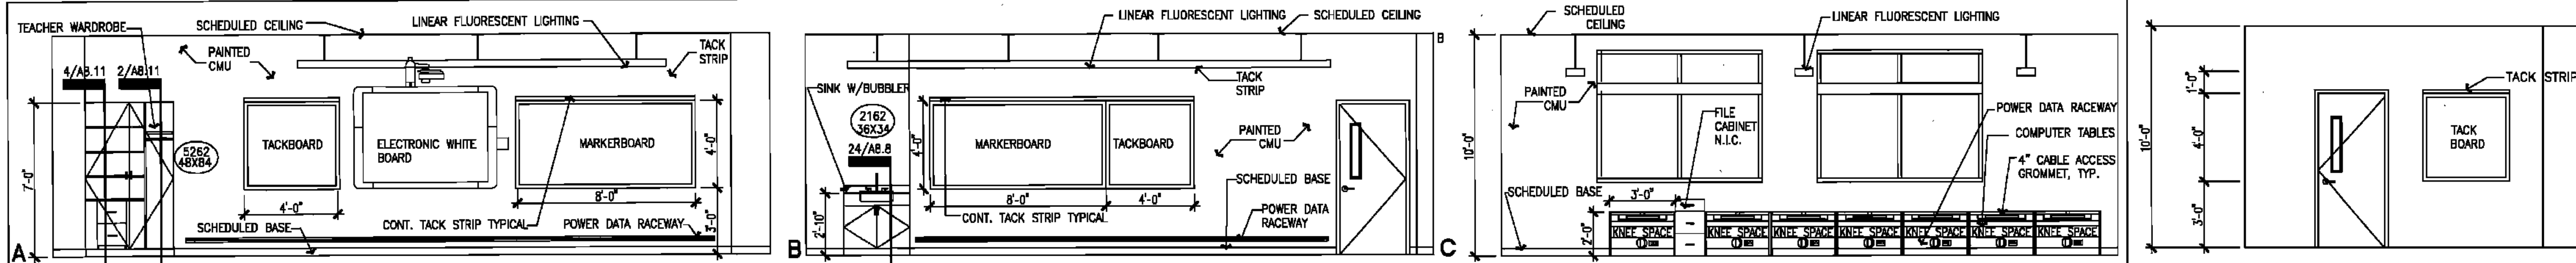 TEACHER WARDROBE
SCHEDULED CEILING
LINEAR FLUORESCENT LIGHTING
PAINTED
CMU
TACK
STRIP
4/A8.11
2/A8.11
5262
48X84
TACKBOARD
ELECTRONIC WHITE
BOARD
MARKERBOARD
7'-0"
4'-0"
4'-0"
8'-0"
3'-0"
SCHEDULED BASE
CONT. TACK STRIP TYPICAL
POWER DATA RACEWAY
A
LINEAR FLUORESCENT LIGHTING
SCHEDULED CEILING
B
TACK
STRIP
SINK W/BUBBLER
2162
36X34
24/A8.8
MARKERBOARD
TACKBOARD
PAINTED
CMU
4'-0"
8'-0"
4'-0"
2'-10"
SCHEDULED BASE
CONT. TACK STRIP TYPICAL
POWER DATA
RACEWAY
B
SCHEDULED
CEILING
LINEAR FLUORESCENT LIGHTING
PAINTED
CMU
10'-0"
FILE
CABINET
N.I.C.
POWER DATA RACEWAY
COMPUTER TABLES
4" CABLE ACCESS
GROMMET, TYP.
SCHEDULED BASE
3'-0"
2'-0"
KNEE SPACE
KNEE SPACE
KNEE SPACE
KNEE SPACE
KNEE SPACE
KNEE SPACE
KNEE SPACE
C
10'-0"
1'-0"
4'-0"
3'-0"
TACK STRIP
TACK
BOARD